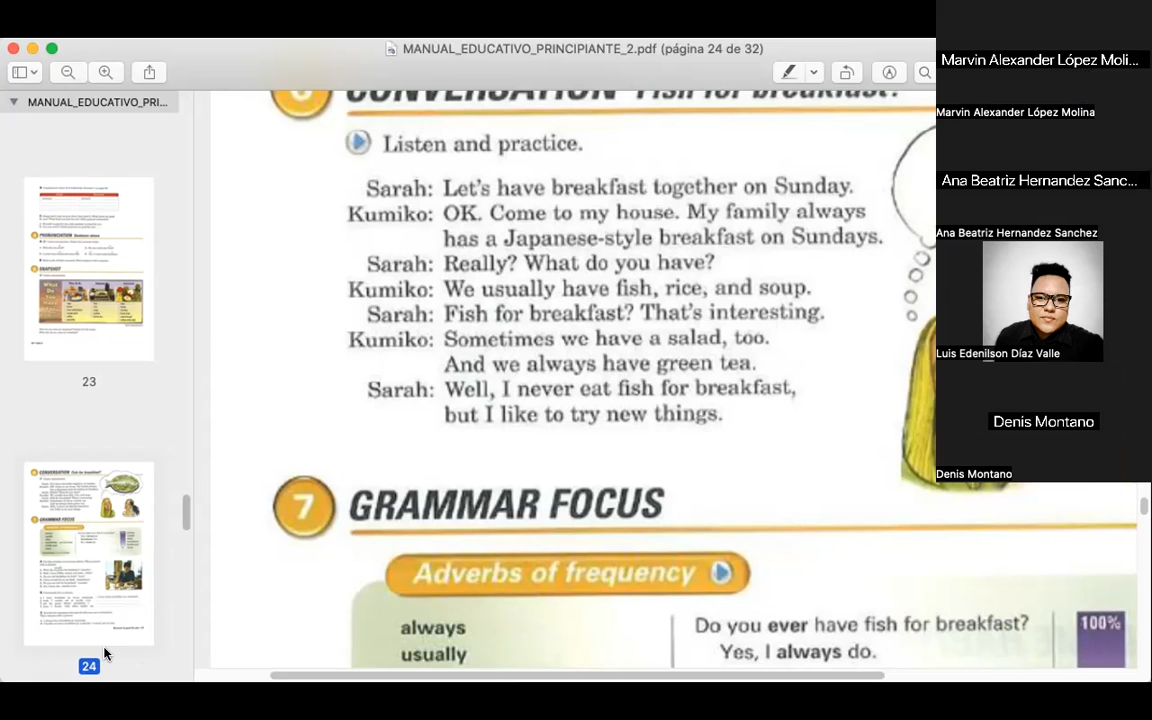 MANUAL_EDUCATIVO_PRINCIPIANTE_2.pdf (página 24 de 32)
MANUAL_EDUCATIVO_PRI...
23
24
CONVERSATION Fish for breakfast?
Listen and practice.
Sarah: Let's have breakfast together on Sunday.
Kumiko: OK. Come to my house. My family always
has a Japanese-style breakfast on Sundays.
Sarah: Really? What do you have?
Kumiko: We usually have fish, rice, and soup.
Sarah: Fish for breakfast? That's interesting.
Kumiko: Sometimes we have a salad, too.
And we always have green tea.
Sarah: Well, I never eat fish for breakfast,
but I like to try new things.
7 GRAMMAR FOCUS
Adverbs of frequency
always
usually
Do you ever have fish for breakfast?
Yes, I always do.
100%
Marvin Alexander López Moli...
Marvin Alexander López Molina
Ana Beatriz Hernandez Sanc...
Ana Beatriz Hernandez Sanchez
Luis Edenilson Díaz Valle
Denis Montano
Denis Montano